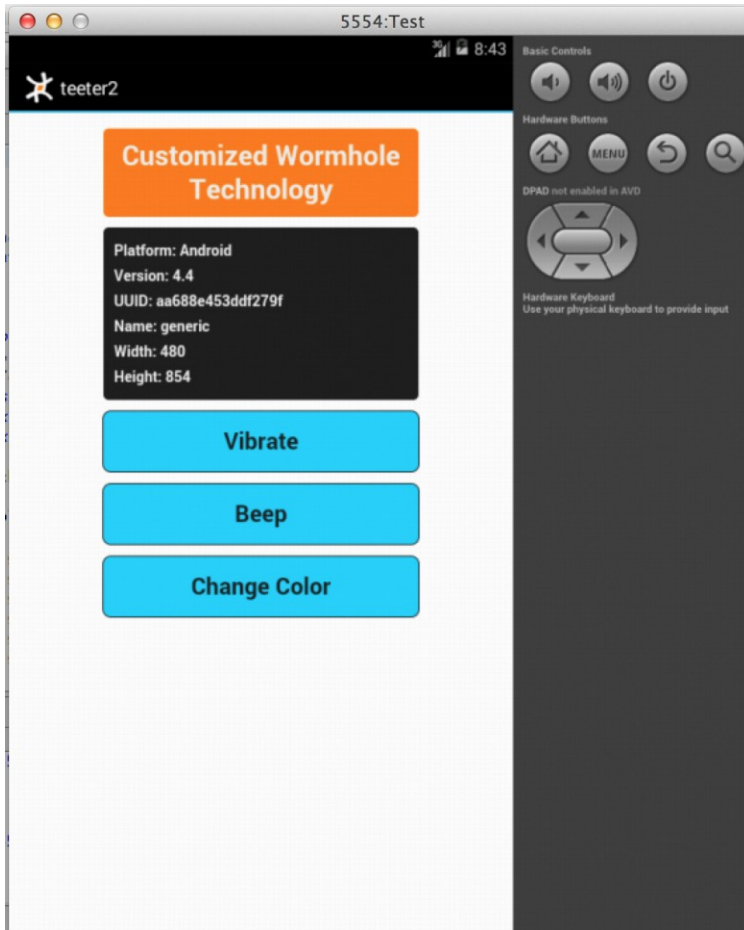 5554:Test
3G 8:43
teeter2
Customized Wormhole
Technology
Platform: Android
Version: 4.4
UUID: aa688e453ddf279f
Name: generic
Width: 480
Height: 854
Vibrate
Beep
Change Color
Basic Controls
Hardware Buttons
MENU
DPAD not enabled in AVD
Hardware Keyboard
Use your physical keyboard to provide input